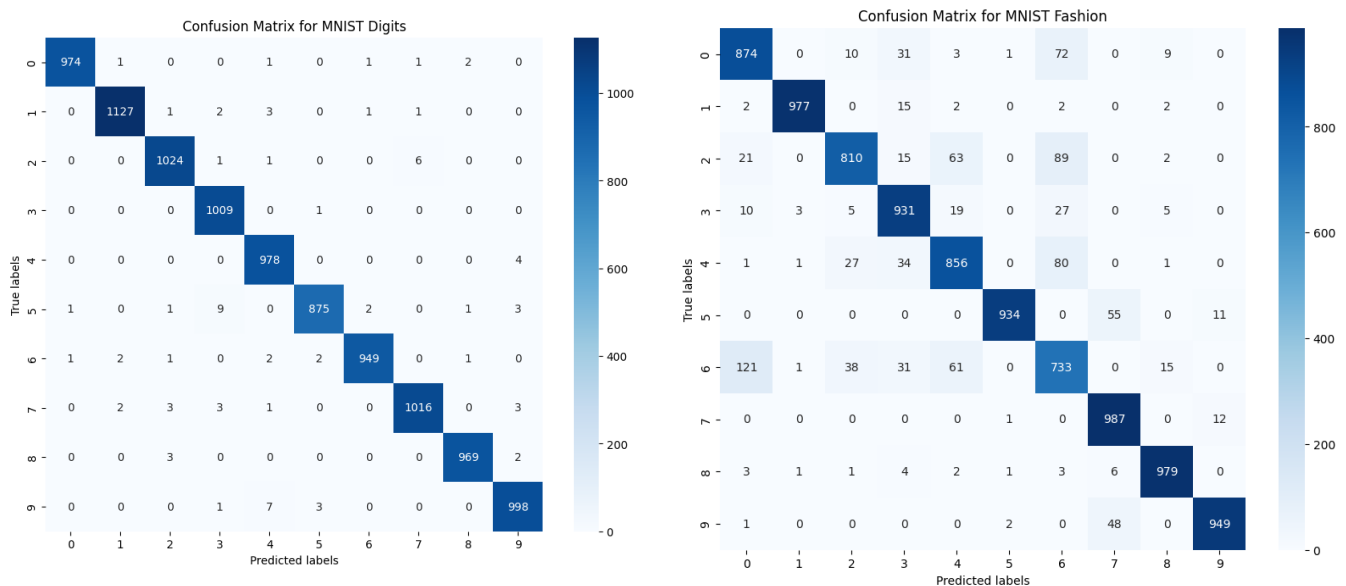 Confusion Matrix for MNIST Digits
0 974 1 0 0 1 0 1 1 2 0
1 0 1127 1 2 3 0 1 1 0 0
2 0 0 1024 1 1 0 0 6 0 0
3 0 0 0 1009 0 1 0 0 0 0
4 0 0 0 0 978 0 0 0 0 4
5 1 0 1 9 0 875 2 0 1 3
6 1 2 1 0 2 2 949 0 1 0
7 0 2 3 3 1 0 0 1016 0 3
8 0 0 3 0 0 0 0 0 969 2
9 0 0 0 1 7 3 0 0 0 998
0 1 2 3 4 5 6 7 8 9
True labels
Predicted labels
1000
800
600
400
200
0
Confusion Matrix for MNIST Fashion
0 874 0 10 31 3 1 72 0 9 0
1 2 977 0 15 2 0 2 0 2 0
2 21 0 810 15 63 0 89 0 2 0
3 10 3 5 931 19 0 27 0 5 0
4 1 1 27 34 856 0 80 0 1 0
5 0 0 0 0 0 934 0 55 0 11
6 121 1 38 31 61 0 733 0 15 0
7 0 0 0 0 0 1 0 987 0 12
8 3 1 1 4 2 1 3 6 979 0
9 1 0 0 0 0 2 0 48 0 949
0 1 2 3 4 5 6 7 8 9
True labels
Predicted labels
800
600
400
200
0